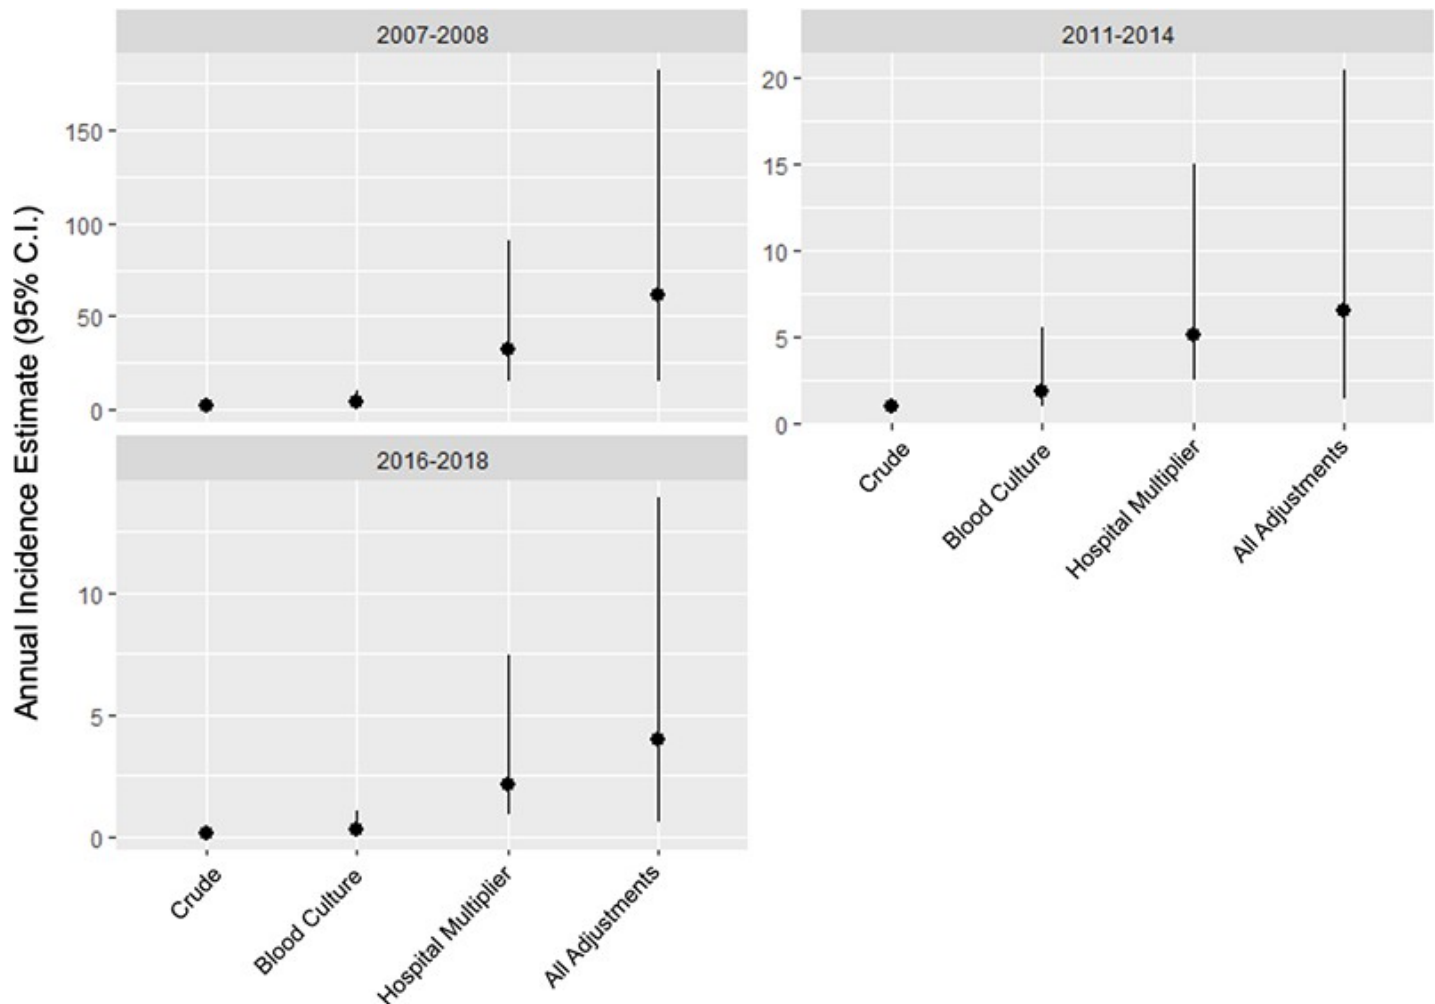 2007-2008
2011-2014
150
100
50
0
20
15
10
5
0
Crude
Blood Culture
Hospital Multiplier
All Adjustments
Annual Incidence Estimate (95% C.I.)
2016-2018
10
5
0
Crude
Blood Culture
Hospital Multiplier
All Adjustments